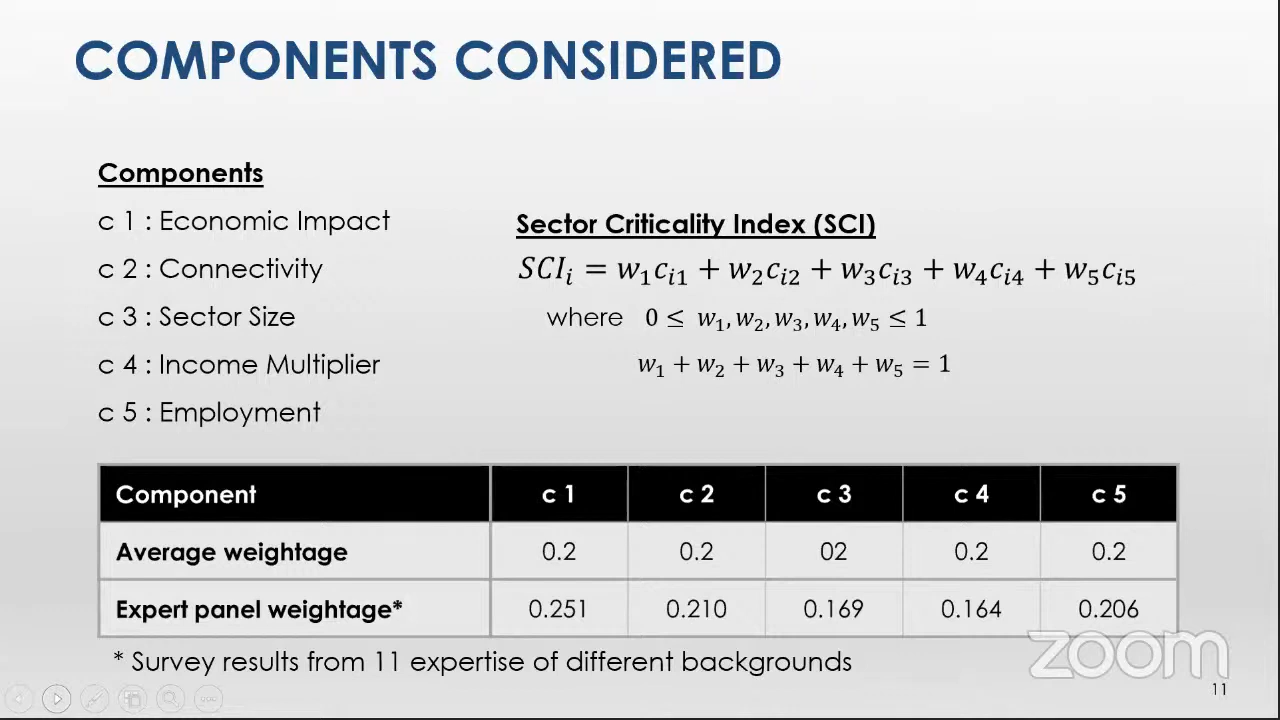 COMPONENTS CONSIDERED
Components
c 1 : Economic Impact
c 2 : Connectivity
c 3 : Sector Size
c 4 : Income Multiplier
c 5 : Employment
Sector Criticality Index (SCI)
𝑆𝐶𝐼ᵢ = w₁cᵢ₁ + w₂cᵢ₂ + w₃cᵢ₃ + w₄cᵢ₄ + w₅cᵢ₅
where 0 ≤ w₁, w₂, w₃, w₄, w₅ ≤ 1
w₁ + w₂ + w₃ + w₄ + w₅ = 1
Component c 1 c 2 c 3 c 4 c 5
Average weightage 0.2 0.2 02 0.2 0.2
Expert panel weightage* 0.251 0.210 0.169 0.164 0.206
* Survey results from 11 expertise of different backgrounds
zoom
11